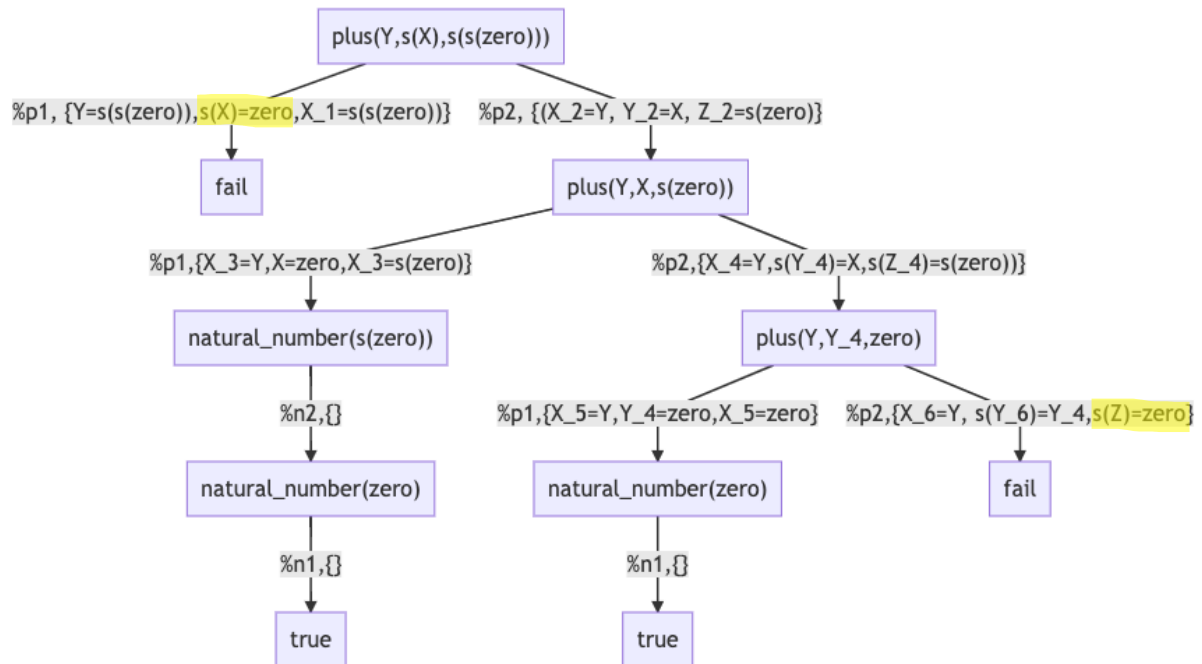 plus(Y,s(X),s(s(zero)))
%p1, {Y=s(s(zero)),s(X)=zero,X_1=s(s(zero))}
%p2, {(X_2=Y, Y_2=X, Z_2=s(zero)}
fail
plus(Y,X,s(zero))
%p1,{X_3=Y,X=zero,X_3=s(zero)}
%p2,{X_4=Y,s(Y_4)=X,s(Z_4)=s(zero))}
natural_number(s(zero))
plus(Y,Y_4,zero)
%n2,{}
%p1,{X_5=Y,Y_4=zero,X_5=zero}
%p2,{X_6=Y, s(Y_6)=Y_4,s(Z)=zero}
natural_number(zero)
natural_number(zero)
fail
%n1,{}
%n1,{}
true
true